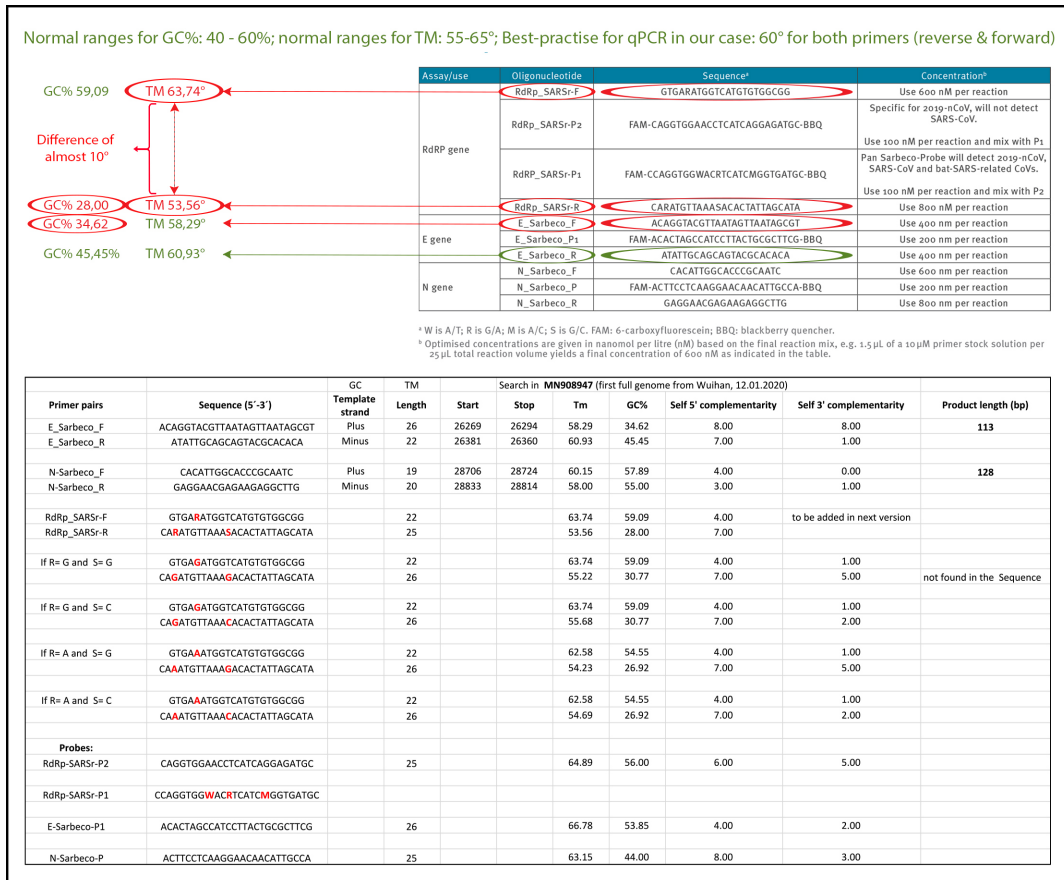 Normal ranges for GC%: 40 - 60%; normal ranges for TM: 55-65°; Best-practise for qPCR in our case: 60° for both primers (reverse & forward)
GC% 59,09 TM 63,74°
Difference of
almost 10°
GC% 28,00 TM 53,56°
GC% 34,62 TM 58,29°
GC% 45,45% TM 60,93°
Assay/use Oligonucleotide Sequenceᵃ Concentrationᵇ
RdRP gene
RdRp_SARSr-F GTGARATGGTCATGTGTGGCGG Use 600 nM per reaction
RdRp_SARSr-P2 FAM-CAGGTGGAACCTCATCAGGAGATGC-BBQ
Specific for 2019-nCoV, will not detect
SARS-CoV.
Use 100 nM per reaction and mix with P1
RdRP_SARSr-P1 FAM-CCAGGTGGWACRTCATCMGGTGATGC-BBQ
Pan Sarbeco-Probe will detect 2019-nCoV,
SARS-CoV and bat-SARS-related CoVs.
Use 100 nM per reaction and mix with P2
RdRp_SARSr-R CARATGTTAAASACACTATTAGCATA Use 800 nM per reaction
E gene
E_Sarbeco_F ACAGGTACGTTAATAGTTAATAGCGT Use 400 nm per reaction
E_Sarbeco_P1 FAM-ACACTAGCCATCCTTACTGCGCTTCG-BBQ Use 200 nm per reaction
E_Sarbeco_R ATATTGCAGCAGTACGCACACA Use 400 nm per reaction
N gene
N_Sarbeco_F CACATTGGCACCCGCAATC Use 600 nm per reaction
N_Sarbeco_P FAM-ACTTCCTCAAGGAACAACATTGCCA-BBQ Use 200 nm per reaction
N_Sarbeco_R GAGGAACGAGAAGAGGCTTG Use 800 nm per reaction
ᵃ W is A/T; R is G/A; M is A/C; S is G/C. FAM: 6-carboxyfluorescein; BBQ: blackberry quencher.
ᵇ Optimised concentrations are given in nanomol per litre (nM) based on the final reaction mix, e.g. 1.5 µL of a 10 µM primer stock solution per
25 µL total reaction volume yields a final concentration of 600 nM as indicated in the table.
GC TM Search in MN908947 (first full genome from Wuihan, 12.01.2020)
Primer pairs Sequence (5´-3´) Template strand Length Start Stop Tm GC% Self 5' complementarity Self 3' complementarity Product length (bp)
E_Sarbeco_F ACAGGTACGTTAATAGTTAATAGCGT Plus 26 26269 26294 58.29 34.62 8.00 8.00 113
E_Sarbeco_R ATATTGCAGCAGTACGCACACA Minus 22 26381 26360 60.93 45.45 7.00 1.00
N-Sarbeco_F CACATTGGCACCCGCAATC Plus 19 28706 28724 60.15 57.89 4.00 0.00 128
N-Sarbeco_R GAGGAACGAGAAGAGGCTTG Minus 20 28833 28814 58.00 55.00 3.00 1.00
RdRp_SARSr-F GTGARATGGTCATGTGTGGCGG 22 63.74 59.09 4.00 to be added in next version
RdRp_SARSr-R CARATGTTAAASACACTATTAGCATA 25 53.56 28.00 7.00
If R= G and S= G GTGAGATGGTCATGTGTGGCGG 22 63.74 59.09 4.00 1.00
CAGATGTTAAAGACACTATTAGCATA 26 55.22 30.77 7.00 5.00 not found in the Sequence
If R= G and S= C GTGAGATGGTCATGTGTGGCGG 22 63.74 59.09 4.00 1.00
CAGATGTTAAACACACTATTAGCATA 26 55.68 30.77 7.00 2.00
If R= A and S= G GTGAAATGGTCATGTGTGGCGG 22 62.58 54.55 4.00 1.00
CAAATGTTAAAGACACTATTAGCATA 26 54.23 26.92 7.00 5.00
If R= A and S= C GTGAAATGGTCATGTGTGGCGG 22 62.58 54.55 4.00 1.00
CAAATGTTAAACACACTATTAGCATA 26 54.69 26.92 7.00 2.00
Probes:
RdRp-SARSr-P2 CAGGTGGAACCTCATCAGGAGATGC 25 64.89 56.00 6.00 5.00
RdRp-SARSr-P1 CCAGGTGGWACRTCATCMGGTGATGC
E-Sarbeco-P1 ACACTAGCCATCCTTACTGCGCTTCG 26 66.78 53.85 4.00 2.00
N-Sarbeco-P ACTTCCTCAAGGAACAACATTGCCA 25 63.15 44.00 8.00 3.00